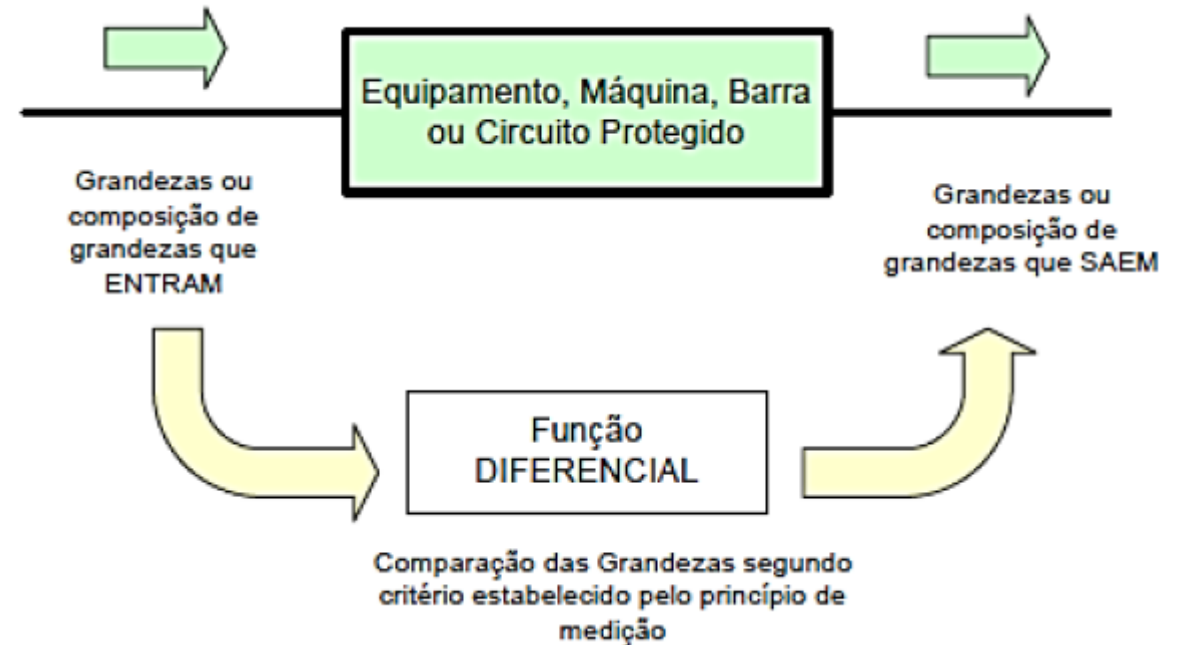 Equipamento, Máquina, Barra
ou Circuito Protegido
Grandezas ou
composição de
grandezas que
ENTRAM
Grandezas ou
composição de
grandezas que SAEM
Função
DIFERENCIAL
Comparação das Grandezas segundo
critério estabelecido pelo princípio de
medição